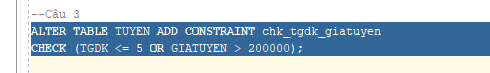 --Câu 3
ALTER TABLE TUYEN ADD CONSTRAINT chk_tgdk_giatuyen
CHECK (TGDK <= 5 OR GIATUYEN > 200000);